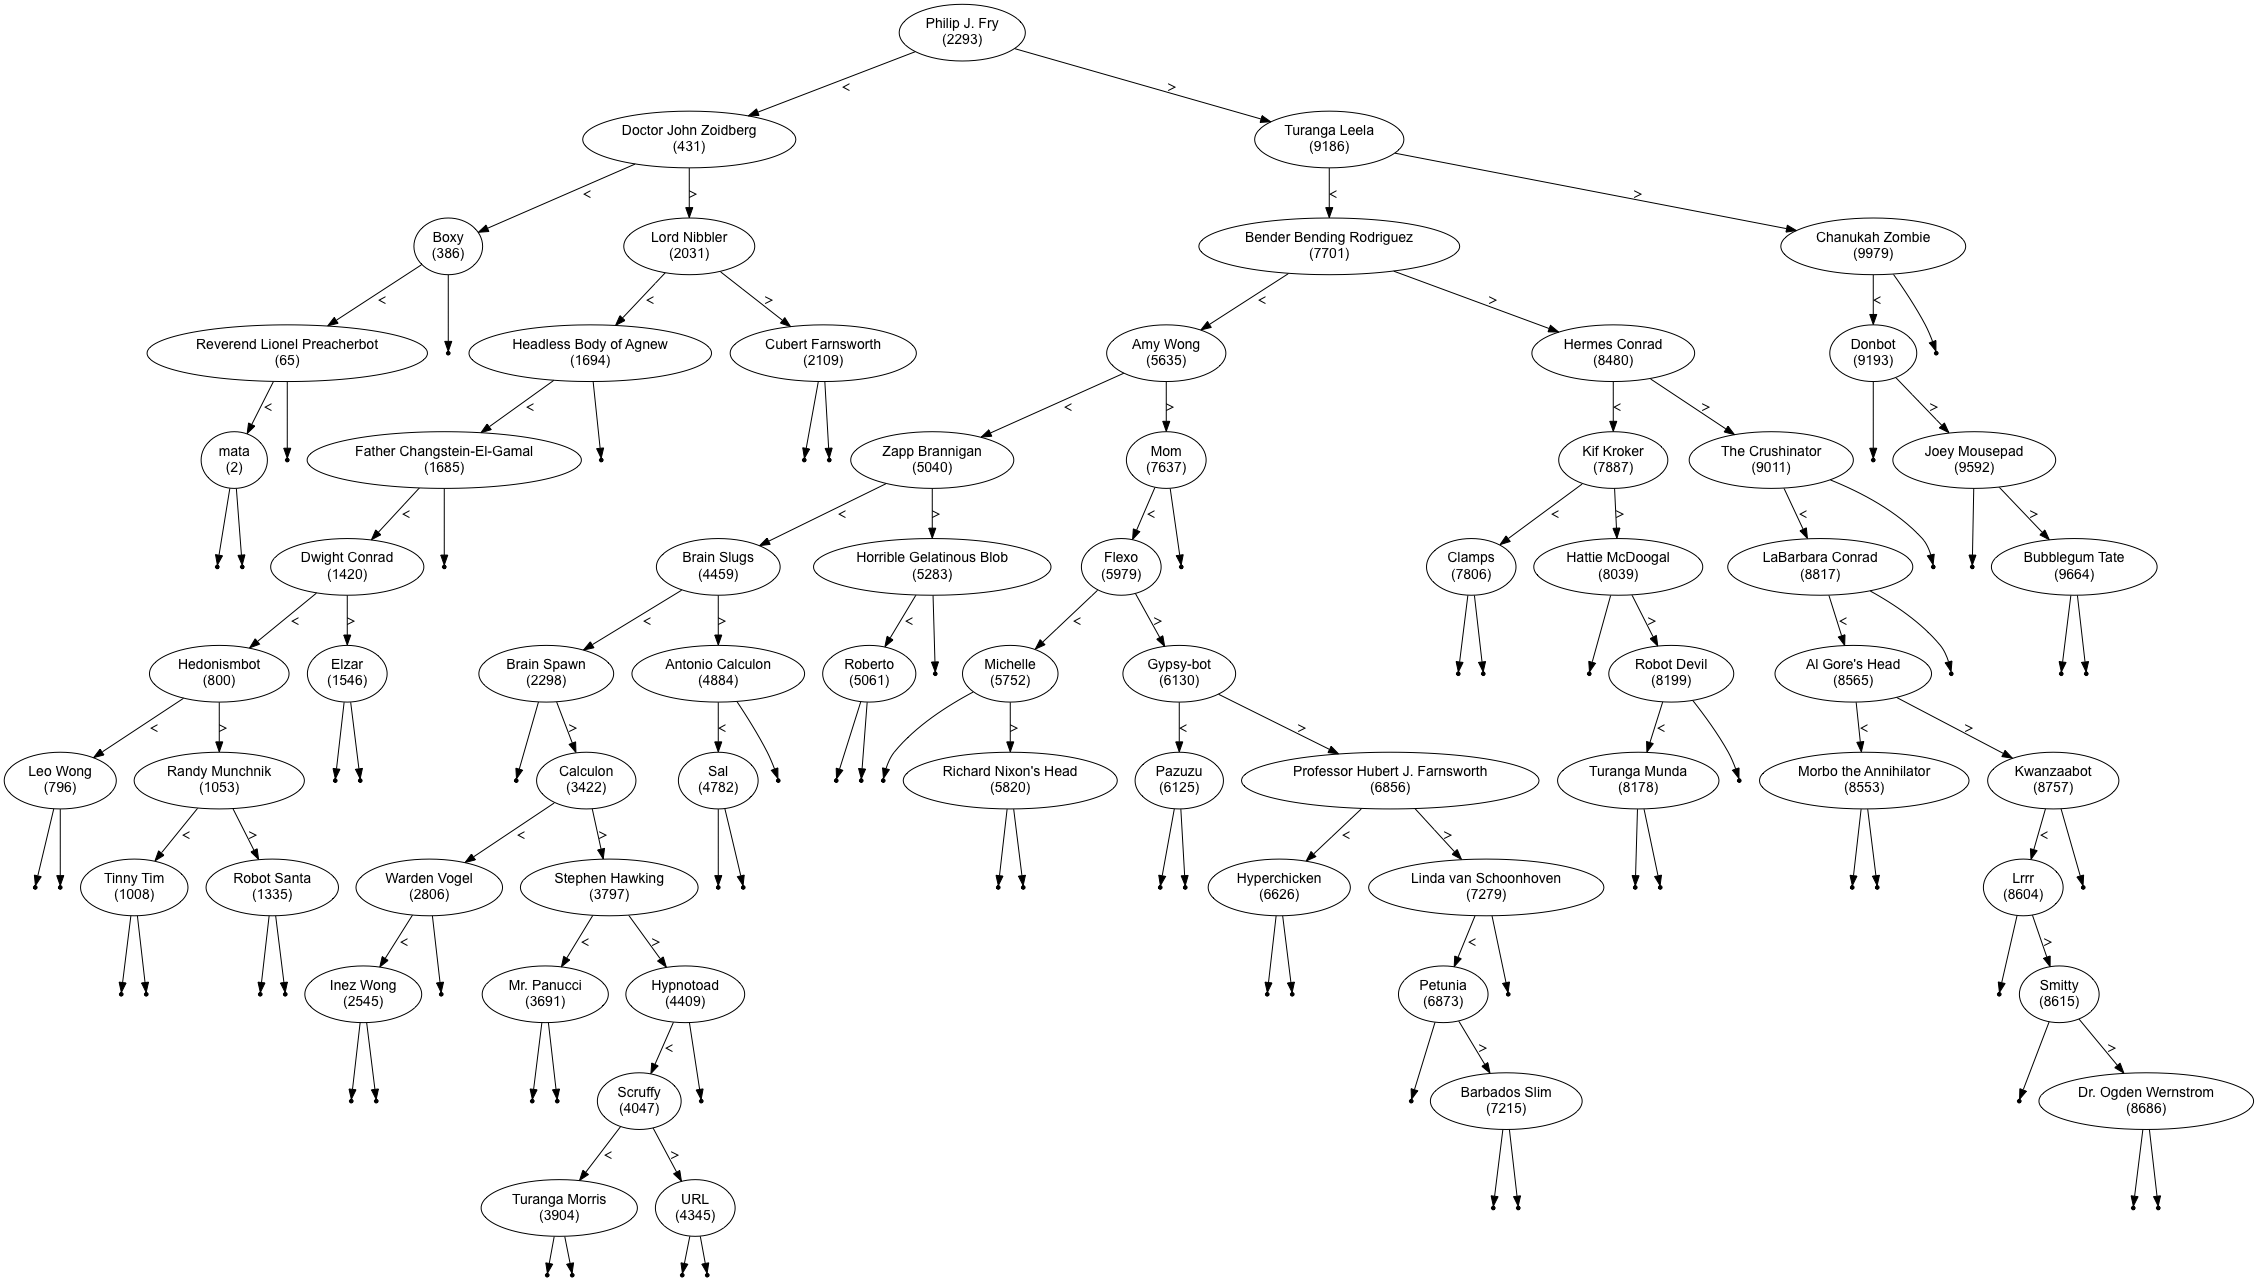 Philip J. Fry
(2293)
<
>
Doctor John Zoidberg
(431)
Turanga Leela
(9186)
<
>
<
>
Boxy
(386)
Lord Nibbler
(2031)
Bender Bending Rodriguez
(7701)
Chanukah Zombie
(9979)
<
<
>
<
>
<
Reverend Lionel Preacherbot
(65)
Headless Body of Agnew
(1694)
Cubert Farnsworth
(2109)
Amy Wong
(5635)
Hermes Conrad
(8480)
Donbot
(9193)
<
<
<
>
<
>
>
mata
(2)
Father Changstein-El-Gamal
(1685)
Zapp Brannigan
(5040)
Mom
(7637)
Kif Kroker
(7887)
The Crushinator
(9011)
Joey Mousepad
(9592)
<
<
>
<
<
>
<
>
Dwight Conrad
(1420)
Brain Slugs
(4459)
Horrible Gelatinous Blob
(5283)
Flexo
(5979)
Clamps
(7806)
Hattie McDoogal
(8039)
LaBarbara Conrad
(8817)
Bubblegum Tate
(9664)
<
>
<
>
<
<
>
>
<
Hedonismbot
(800)
Elzar
(1546)
Brain Spawn
(2298)
Antonio Calculon
(4884)
Roberto
(5061)
Michelle
(5752)
Gypsy-bot
(6130)
Robot Devil
(8199)
Al Gore's Head
(8565)
<
>
>
<
>
<
>
<
<
>
Leo Wong
(796)
Randy Munchnik
(1053)
Calculon
(3422)
Sal
(4782)
Richard Nixon's Head
(5820)
Pazuzu
(6125)
Professor Hubert J. Farnsworth
(6856)
Turanga Munda
(8178)
Morbo the Annihilator
(8553)
Kwanzaabot
(8757)
<
>
<
>
<
>
<
Tinny Tim
(1008)
Robot Santa
(1335)
Warden Vogel
(2806)
Stephen Hawking
(3797)
Hyperchicken
(6626)
Linda van Schoonhoven
(7279)
Lrrr
(8604)
<
<
>
<
>
Inez Wong
(2545)
Mr. Panucci
(3691)
Hypnotoad
(4409)
Petunia
(6873)
Smitty
(8615)
<
>
>
Scruffy
(4047)
Barbados Slim
(7215)
Dr. Ogden Wernstrom
(8686)
<
>
Turanga Morris
(3904)
URL
(4345)